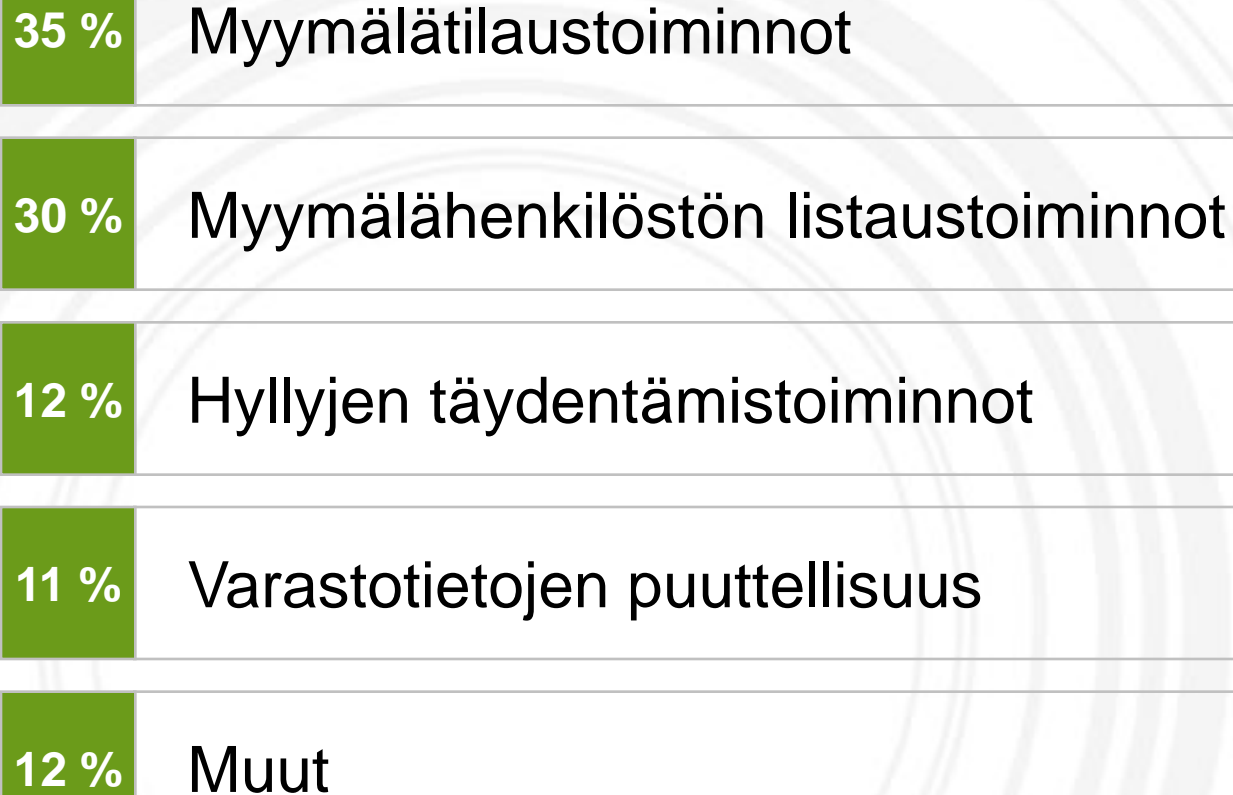 35 % Myymälätilaustoiminnot
30 % Myymälähenkilöstön listaustoiminnot
12 % Hyllyjen täydentämistoiminnot
11 % Varastotietojen puuttellisuus
12 % Muut